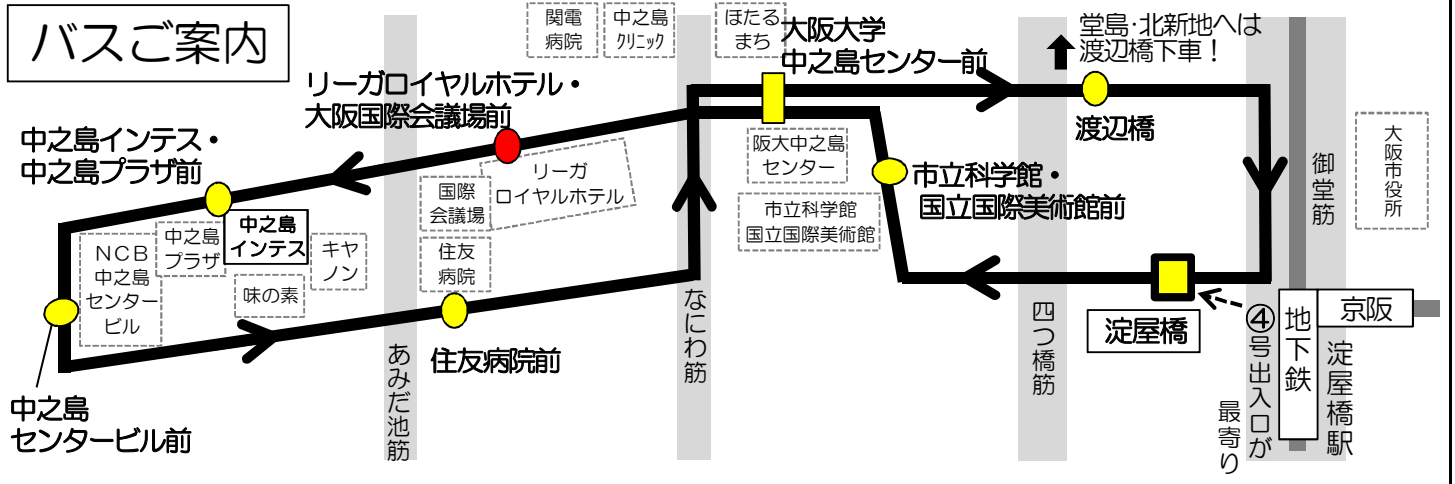 バスご案内
関電
病院
中之島
クリニック
ほたる
まち
大阪大学
中之島センター前
堂島・北新地へは
渡辺橋下車！
リーガロイヤルホテル・
大阪国際会議場前
中之島インテス・
中之島プラザ前
渡辺橋
阪大中之島
センター
市立科学館・
国立国際美術館前
市立科学館
国立国際美術館
リーガ
ロイヤルホテル
国際
会議場
住友
病院
中之島
インテス
中之島
プラザ
キヤ
ノン
NCB
中之島
センター
ビル
味の素
住友病院前
中之島
センタービル前
あみだ池筋
なにわ筋
四つ橋筋
御堂筋
大阪市役所
淀屋橋
④号出入口が
最寄り
地下鉄
京阪
淀屋橋駅